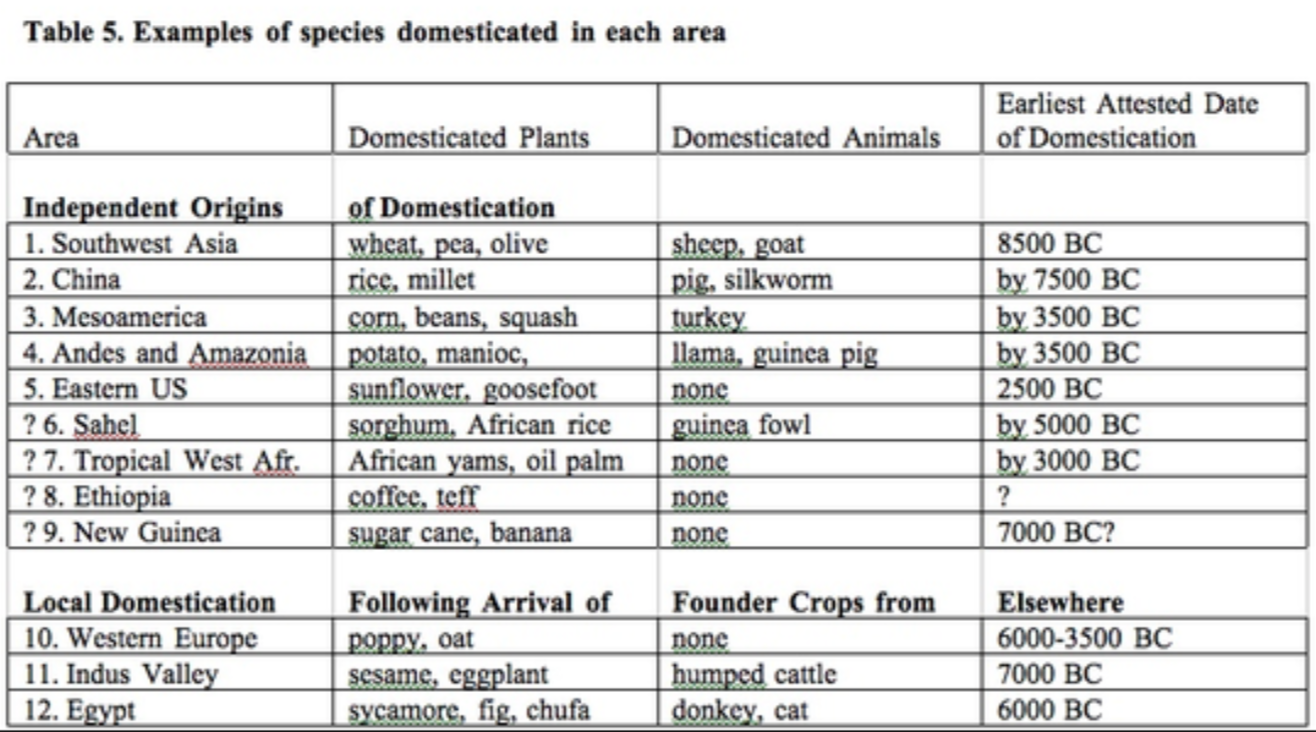 Table 5. Examples of species domesticated in each area
Area Domesticated Plants Domesticated Animals Earliest Attested Date of Domestication
Independent Origins of Domestication
1. Southwest Asia wheat, pea, olive sheep, goat 8500 BC
2. China rice, millet pig, silkworm by 7500 BC
3. Mesoamerica corn, beans, squash turkey by 3500 BC
4. Andes and Amazonia potato, manioc, llama, guinea pig by 3500 BC
5. Eastern US sunflower, goosefoot none 2500 BC
? 6. Sahel sorghum, African rice guinea fowl by 5000 BC
? 7. Tropical West Afr. African yams, oil palm none by 3000 BC
? 8. Ethiopia coffee, teff none ?
? 9. New Guinea sugar cane, banana none 7000 BC?
Local Domestication Following Arrival of Founder Crops from Elsewhere
10. Western Europe poppy, oat none 6000-3500 BC
11. Indus Valley sesame, eggplant humped cattle 7000 BC
12. Egypt sycamore, fig, chufa donkey, cat 6000 BC